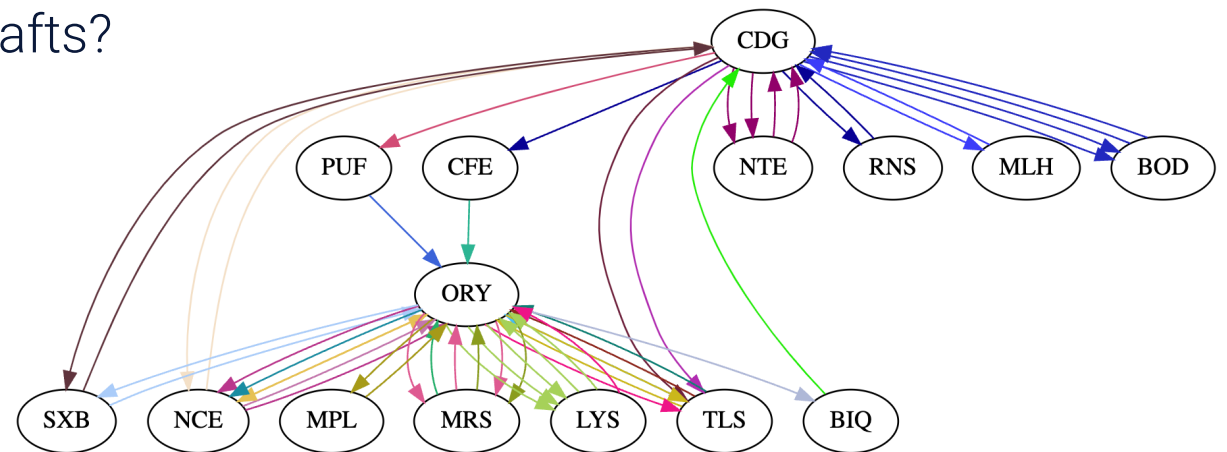 afts?
CDG
PUF
CFE
NTE
RNS
MLH
BOD
ORY
SXB
NCE
MPL
MRS
LYS
TLS
BIQ